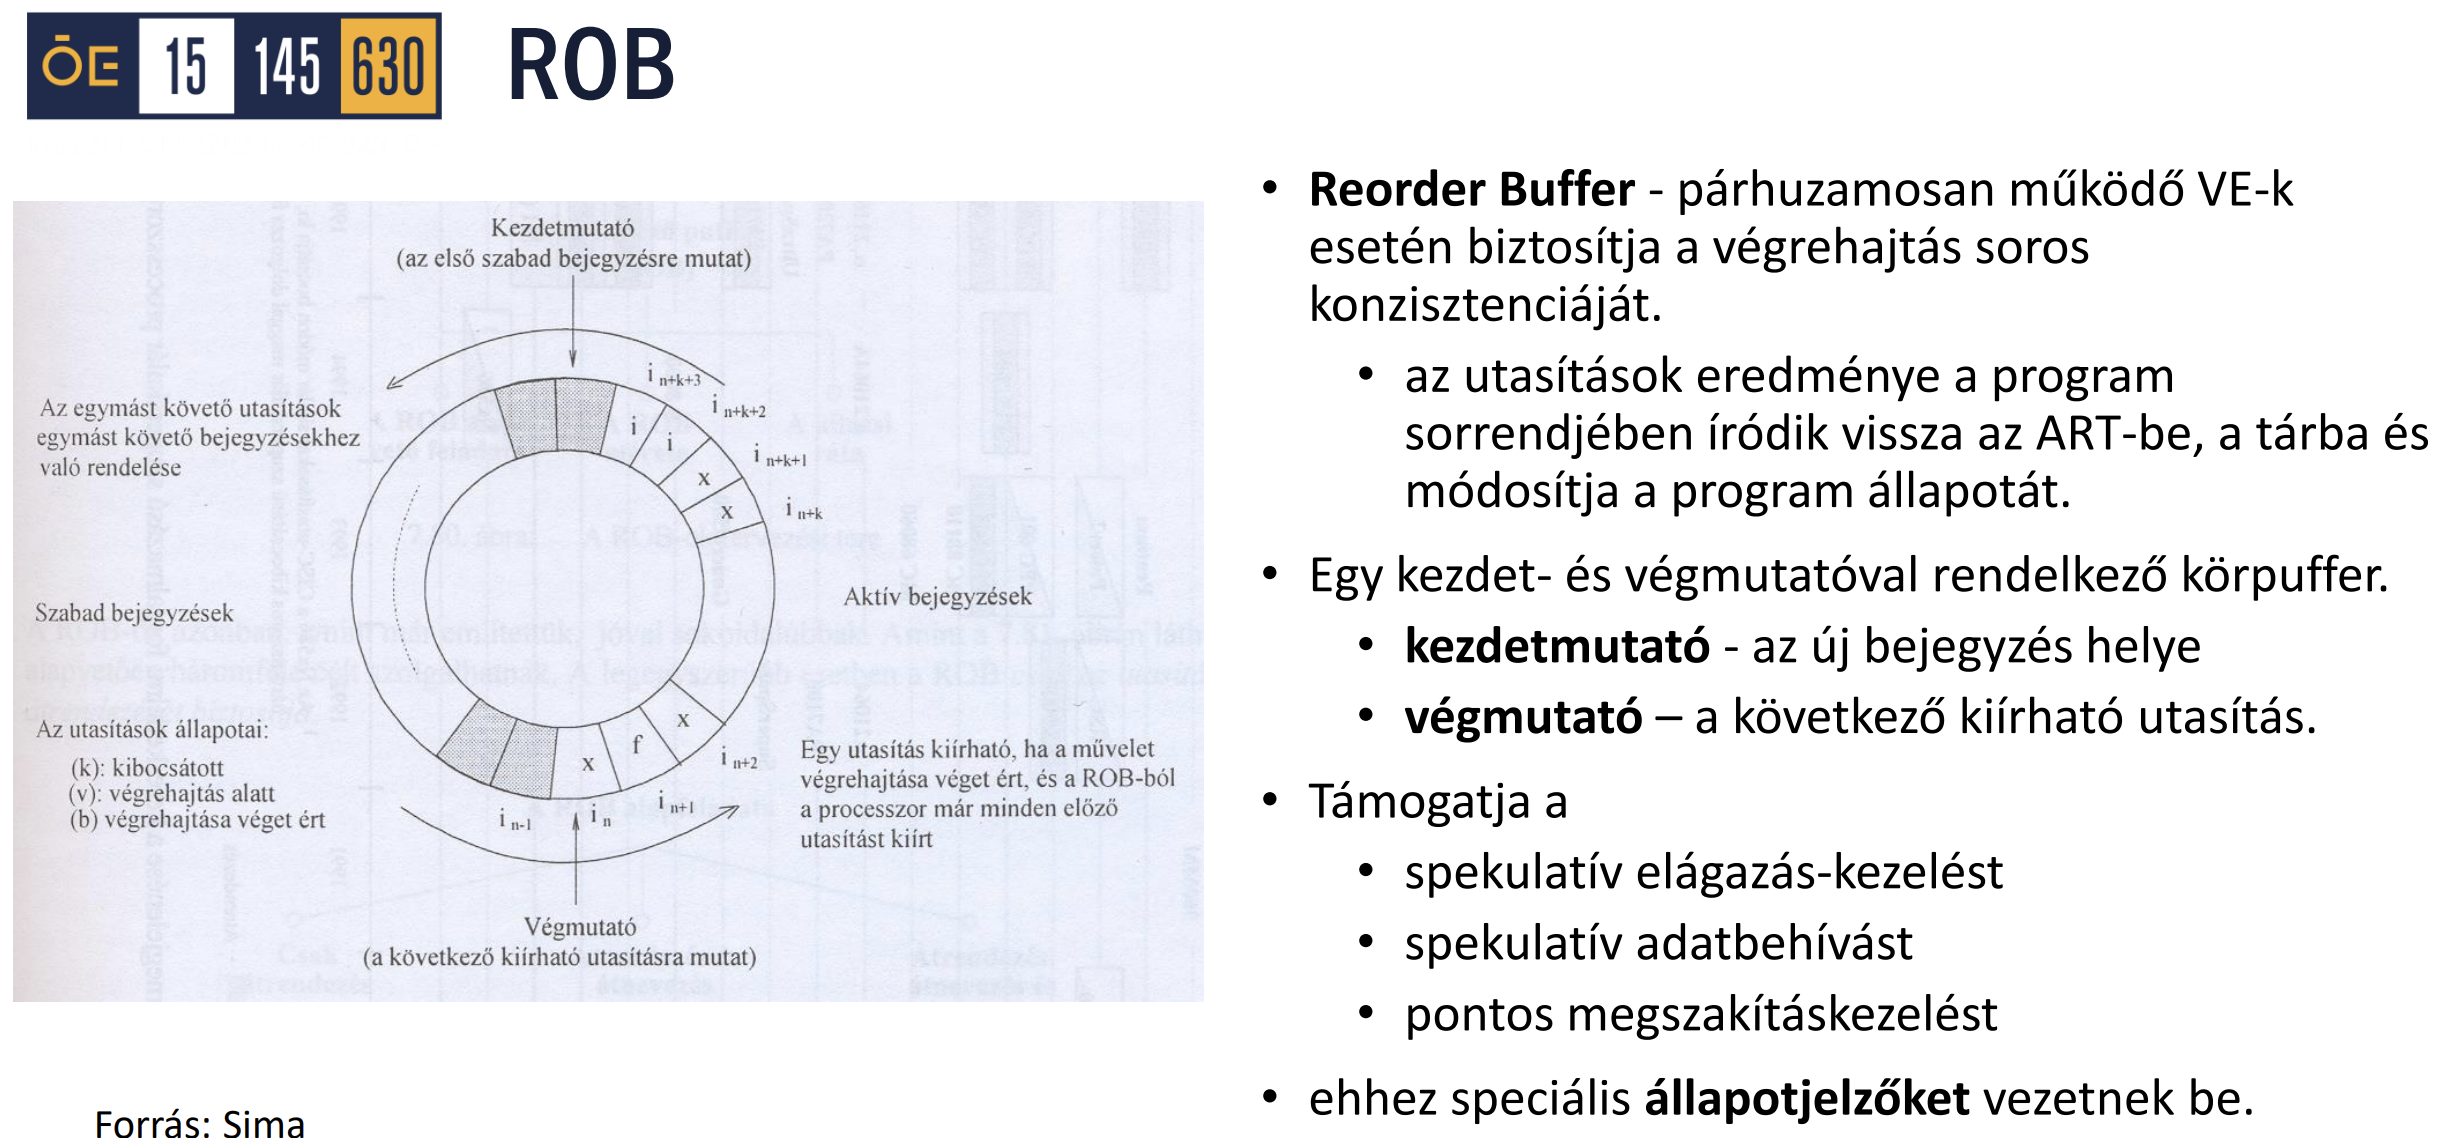 ŌE 15 145 630
ROB
Kezdetmutató
(az első szabad bejegyzésre mutat)
i n+k+3
i n+k+2
i n+k+1
i n+k
i
i
x
x
Az egymást követő utasítások
egymást követő bejegyzésekhez
való rendelése
Szabad bejegyzések
Aktív bejegyzések
Az utasítások állapotai:
(k): kibocsátott
(v): végrehajtás alatt
(b) végrehajtása véget ért
x
f
x
i n-1
i n
i n+1
i n+2
Egy utasítás kiírható, ha a művelet
végrehajtása véget ért, és a ROB-ból
a processzor már minden előző
utasítást kiírt
Végmutató
(a következő kiírható utasításra mutat)
Forrás: Sima
• Reorder Buffer - párhuzamosan működő VE-k
esetén biztosítja a végrehajtás soros
konzisztenciáját.
• az utasítások eredménye a program
sorrendjében íródik vissza az ART-be, a tárba és
módosítja a program állapotát.
• Egy kezdet- és végmutatóval rendelkező körpuffer.
• kezdetmutató - az új bejegyzés helye
• végmutató – a következő kiírható utasítás.
• Támogatja a
• spekulatív elágazás-kezelést
• spekulatív adatbehívást
• pontos megszakításkezelést
• ehhez speciális állapotjelzőket vezetnek be.